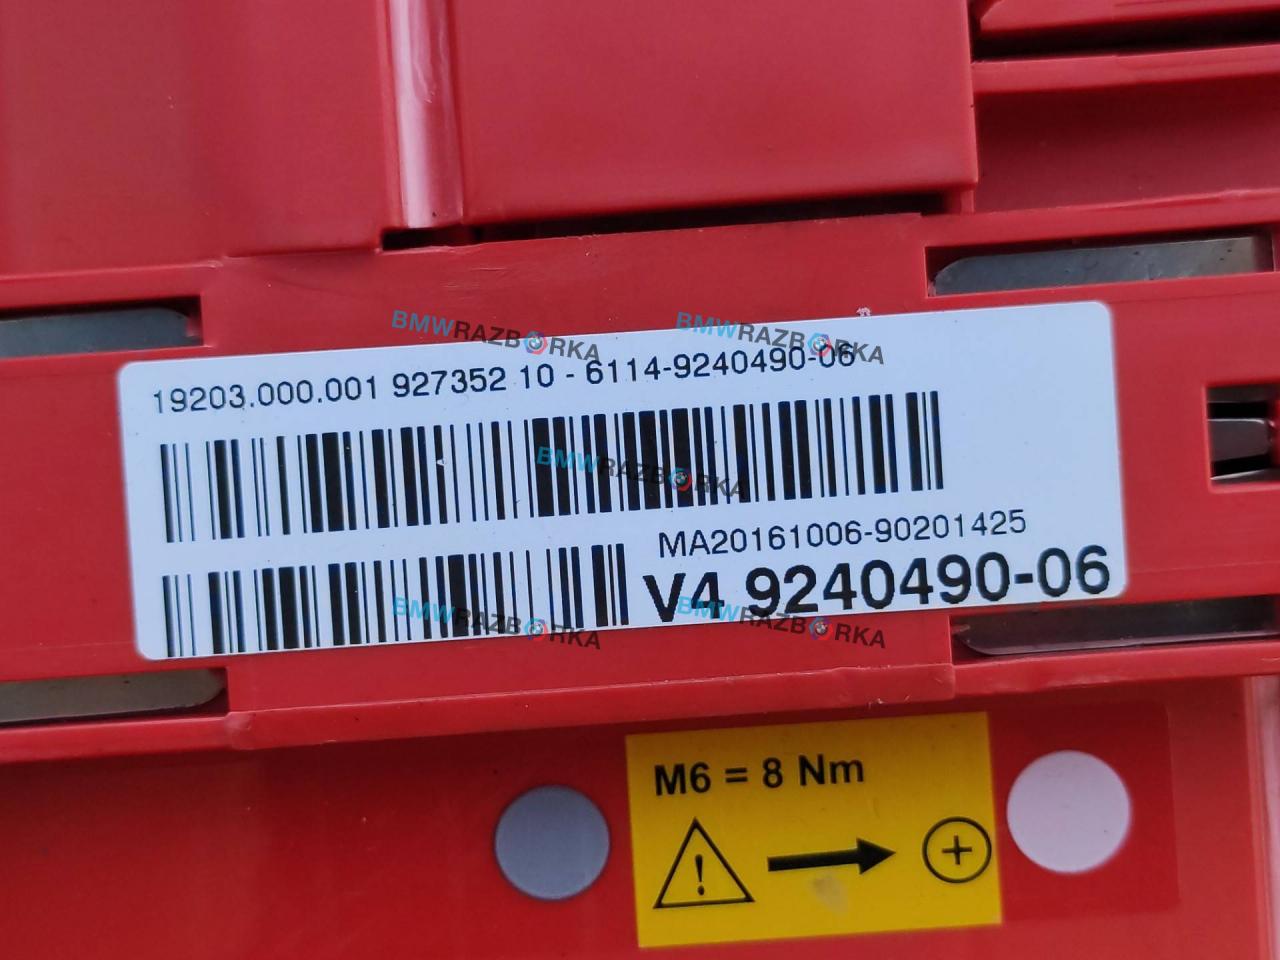 BMWRAZBORKA BMWRAZBORKA
19203.000.001 927352 10 - 6114-9240490-06
BMWRAZBORKA
MA20161006-90201425
V4 9240490-06
BMWRAZBORKA BMWRAZBORKA
M6 = 8 Nm